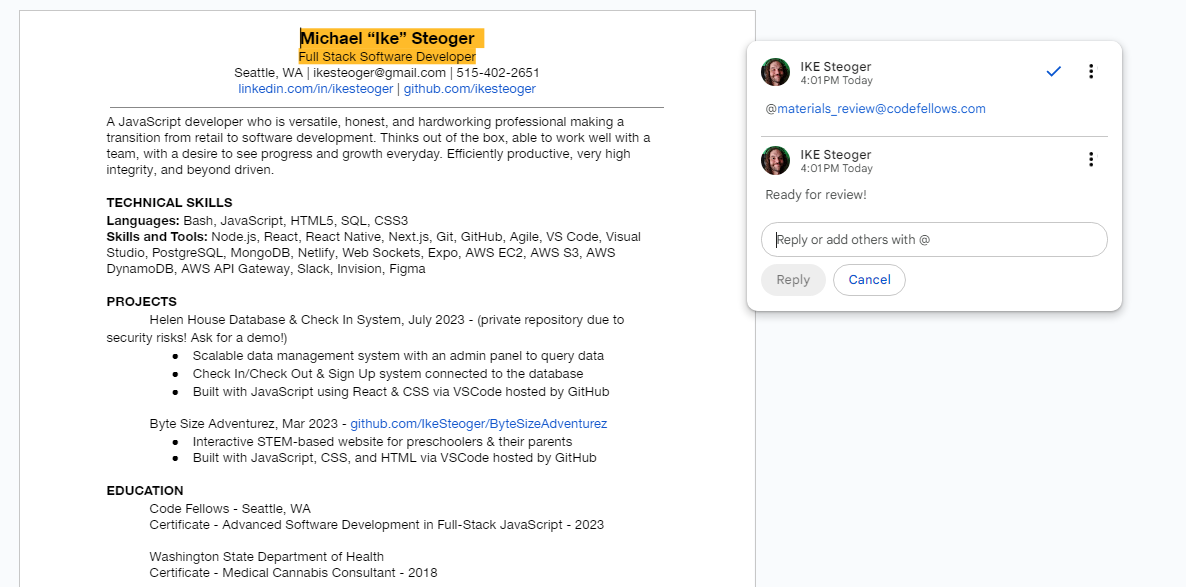 Michael “Ike” Steoger
Full Stack Software Developer
Seattle, WA | ikesteoger@gmail.com | 515-402-2651
linkedin.com/in/ikesteoger | github.com/ikesteoger
A JavaScript developer who is versatile, honest, and hardworking professional making a
transition from retail to software development. Thinks out of the box, able to work well with a
team, with a desire to see progress and growth everyday. Efficiently productive, very high
integrity, and beyond driven.
TECHNICAL SKILLS
Languages: Bash, JavaScript, HTML5, SQL, CSS3
Skills and Tools: Node.js, React, React Native, Next.js, Git, GitHub, Agile, VS Code, Visual
Studio, PostgreSQL, MongoDB, Netlify, Web Sockets, Expo, AWS EC2, AWS S3, AWS
DynamoDB, AWS API Gateway, Slack, Invision, Figma
PROJECTS
Helen House Database & Check In System, July 2023 - (private repository due to
security risks! Ask for a demo!)
● Scalable data management system with an admin panel to query data
● Check In/Check Out & Sign Up system connected to the database
● Built with JavaScript using React & CSS via VSCode hosted by GitHub
Byte Size Adventurez, Mar 2023 - github.com/IkeSteoger/ByteSizeAdventurez
● Interactive STEM-based website for preschoolers & their parents
● Built with JavaScript, CSS, and HTML via VSCode hosted by GitHub
EDUCATION
Code Fellows - Seattle, WA
Certificate - Advanced Software Development in Full-Stack JavaScript - 2023
Washington State Department of Health
Certificate - Medical Cannabis Consultant - 2018
IKE Steoger
4:01 PM Today
@materials_review@codefellows.com
IKE Steoger
4:01 PM Today
Ready for review!
Reply or add others with @
Reply Cancel